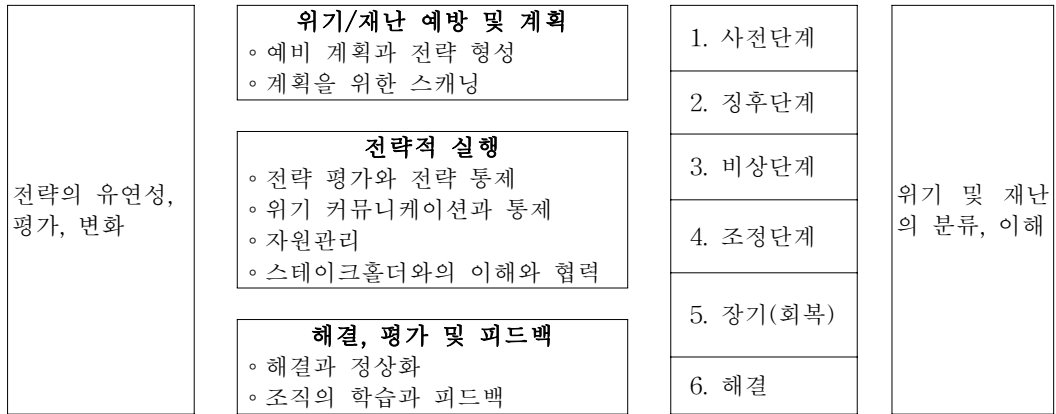 전략의 유연성,
평가, 변화
위기/재난 예방 및 계획
◦예비 계획과 전략 형성
◦계획을 위한 스캐닝
전략적 실행
◦전략 평가와 전략 통제
◦위기 커뮤니케이션과 통제
◦자원관리
◦스테이크홀더와의 이해와 협력
해결, 평가 및 피드백
◦해결과 정상화
◦조직의 학습과 피드백
1. 사전단계
2. 징후단계
3. 비상단계
4. 조정단계
5. 장기(회복)
6. 해결
위기 및 재난
의 분류, 이해